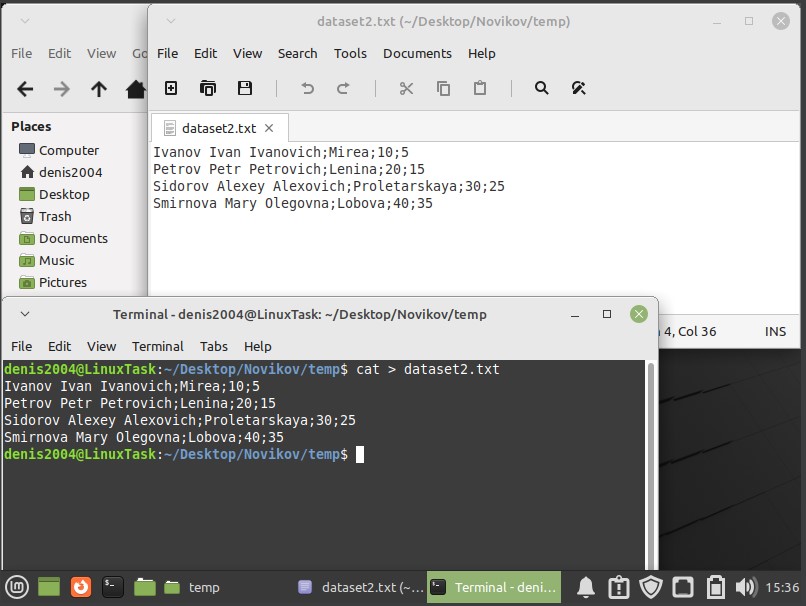 File Edit View Go
Places
Computer
denis2004
Desktop
Trash
Documents
Music
Pictures
dataset2.txt (~/Desktop/Novikov/temp)
File Edit View Search Tools Documents Help
dataset2.txt
Ivanov Ivan Ivanovich;Mirea;10;5
Petrov Petr Petrovich;Lenina;20;15
Sidorov Alexey Alexovich;Proletarskaya;30;25
Smirnova Mary Olegovna;Lobova;40;35
4, Col 36 INS
Terminal - denis2004@LinuxTask: ~/Desktop/Novikov/temp
File Edit View Terminal Tabs Help
denis2004@LinuxTask:~/Desktop/Novikov/temp$ cat > dataset2.txt
Ivanov Ivan Ivanovich;Mirea;10;5
Petrov Petr Petrovich;Lenina;20;15
Sidorov Alexey Alexovich;Proletarskaya;30;25
Smirnova Mary Olegovna;Lobova;40;35
denis2004@LinuxTask:~/Desktop/Novikov/temp$
temp dataset2.txt (~... Terminal - deni... 15:36